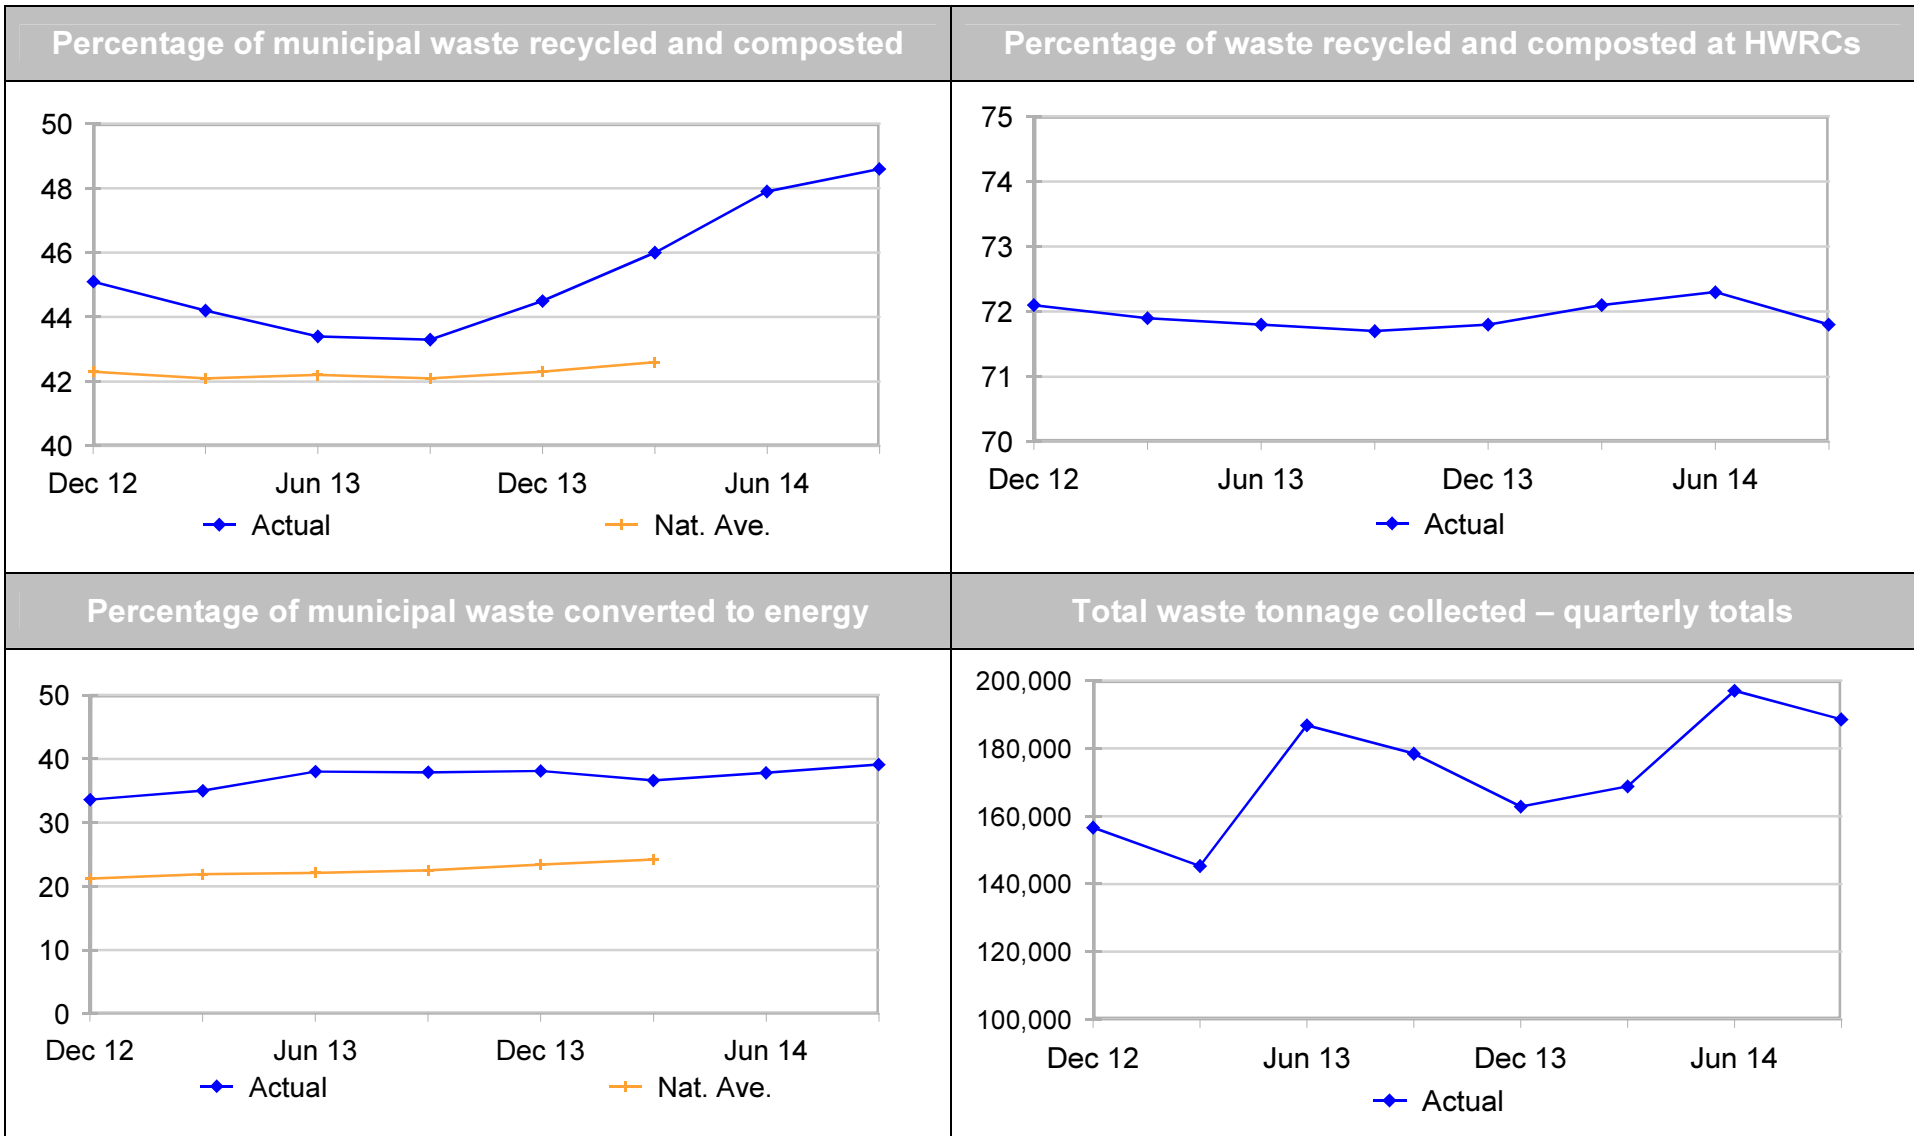 Percentage of municipal waste recycled and composted
50
48
46
44
42
40
Dec 12 Jun 13 Dec 13 Jun 14
Actual Nat. Ave.
Percentage of waste recycled and composted at HWRCs
75
74
73
72
71
70
Dec 12 Jun 13 Dec 13 Jun 14
Actual
Percentage of municipal waste converted to energy
50
40
30
20
10
0
Dec 12 Jun 13 Dec 13 Jun 14
Actual Nat. Ave.
Total waste tonnage collected – quarterly totals
200,000
180,000
160,000
140,000
120,000
100,000
Dec 12 Jun 13 Dec 13 Jun 14
Actual